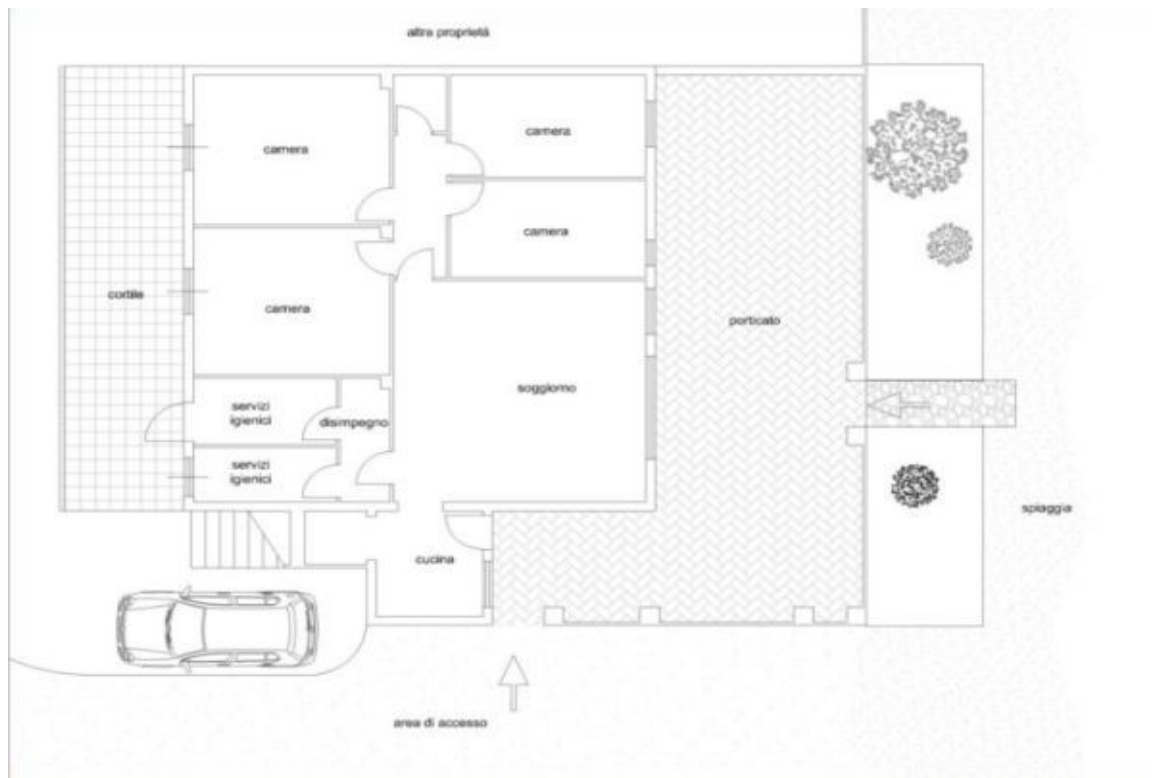 altra proprietà
camera
camera
camera
cortile
camera
porticato
soggiorno
servizi
igienici
disimpegno
servizi
igienici
spiaggia
cucina
area di accesso